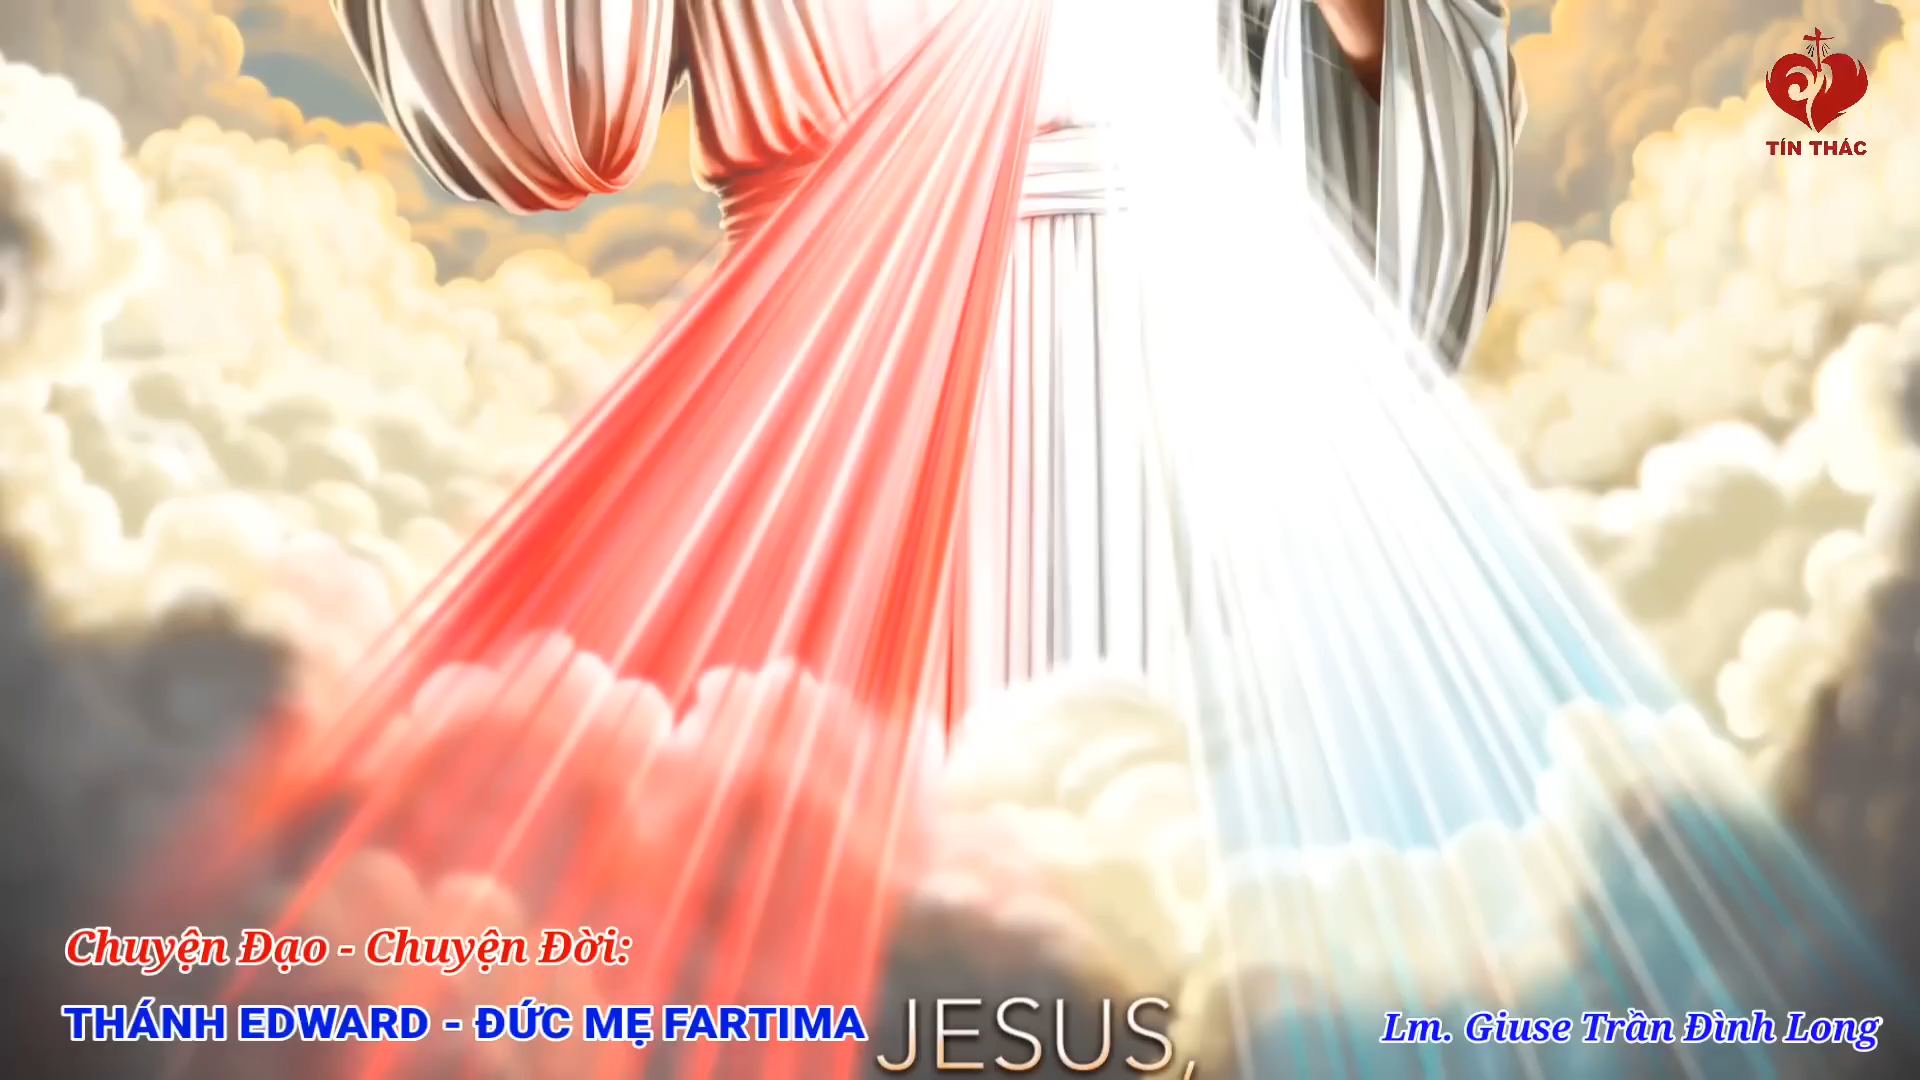 TÍN THÁC
Chuyện Đạo - Chuyện Đời:
THÁNH EDWARD - ĐỨC MẸ FARTIMA
JESUS,
Lm. Giuse Trần Đình Long